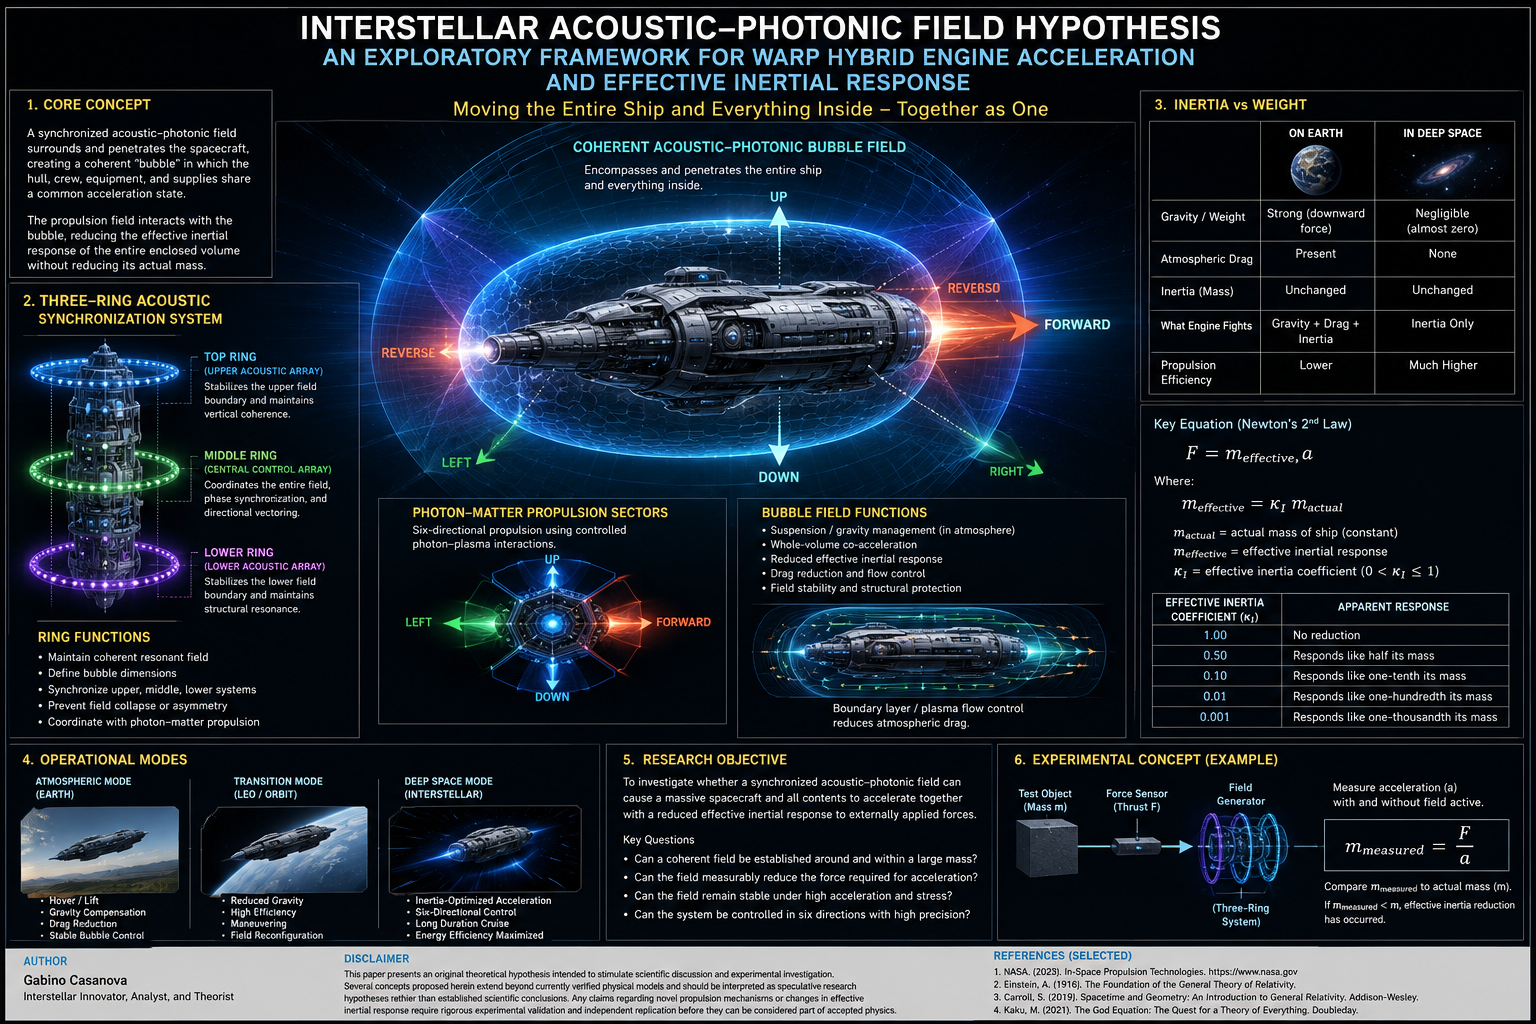 INTERSTELLAR ACOUSTIC–PHOTONIC FIELD HYPOTHESIS
AN EXPLORATORY FRAMEWORK FOR WARP HYBRID ENGINE ACCELERATION
AND EFFECTIVE INERTIAL RESPONSE
Moving the Entire Ship and Everything Inside – Together as One
1. CORE CONCEPT
A synchronized acoustic–photonic field
surrounds and penetrates the spacecraft,
creating a coherent “bubble” in which the
hull, crew, equipment, and supplies share
a common acceleration state.
The propulsion field interacts with the
bubble, reducing the effective inertial
response of the entire enclosed volume
without reducing its actual mass.
2. THREE–RING ACOUSTIC
SYNCHRONIZATION SYSTEM
TOP RING
(UPPER ACOUSTIC ARRAY)
Stabilizes the upper field
boundary and maintains
vertical coherence.
MIDDLE RING
(CENTRAL CONTROL ARRAY)
Coordinates the entire field,
phase synchronization, and
directional vectoring.
LOWER RING
(LOWER ACOUSTIC ARRAY)
Stabilizes the lower field
boundary and maintains
structural resonance.
RING FUNCTIONS
• Maintain coherent resonant field
• Define bubble dimensions
• Synchronize upper, middle, lower systems
• Prevent field collapse or asymmetry
• Coordinate with photon–matter propulsion
COHERENT ACOUSTIC–PHOTONIC BUBBLE FIELD
Encompasses and penetrates the entire ship
and everything inside.
UP
REVERSO
FORWARD
REVERSE
LEFT
DOWN
RIGHT
PHOTON–MATTER PROPULSION SECTORS
Six-directional propulsion using controlled
photon–plasma interactions.
UP
LEFT
FORWARD
DOWN
BUBBLE FIELD FUNCTIONS
• Suspension / gravity management (in atmosphere)
• Whole-volume co-acceleration
• Reduced effective inertial response
• Drag reduction and flow control
• Field stability and structural protection
Boundary layer / plasma flow control
reduces atmospheric drag.
3. INERTIA vs WEIGHT
ON EARTH IN DEEP SPACE
Gravity / Weight Strong (downward force) Negligible (almost zero)
Atmospheric Drag Present None
Inertia (Mass) Unchanged Unchanged
What Engine Fights Gravity + Drag + Inertia Inertia Only
Propulsion Efficiency Lower Much Higher
Key Equation (Newton's 2nd Law)
F = m_effective, a
Where:
m_effective = κ_I m_actual
m_actual = actual mass of ship (constant)
m_effective = effective inertial response
κ_I = effective inertia coefficient (0 < κ_I ≤ 1)
EFFECTIVE INERTIA COEFFICIENT (κ_I) APPARENT RESPONSE
1.00 No reduction
0.50 Responds like half its mass
0.10 Responds like one-tenth its mass
0.01 Responds like one-hundredth its mass
0.001 Responds like one-thousandth its mass
4. OPERATIONAL MODES
ATMOSPHERIC MODE
(EARTH)
• Hover / Lift
• Gravity Compensation
• Drag Reduction
• Stable Bubble Control
TRANSITION MODE
(LEO / ORBIT)
• Reduced Gravity
• High Efficiency
• Maneuvering
• Field Reconfiguration
DEEP SPACE MODE
(INTERSTELLAR)
• Inertia-Optimized Acceleration
• Six-Directional Control
• Long Duration Cruise
• Energy Efficiency Maximized
5. RESEARCH OBJECTIVE
To investigate whether a synchronized acoustic–photonic field can
cause a massive spacecraft and all contents to accelerate together
with a reduced effective inertial response to externally applied forces.
Key Questions
• Can a coherent field be established around and within a large mass?
• Can the field measurably reduce the force required for acceleration?
• Can the field remain stable under high acceleration and stress?
• Can the system be controlled in six directions with high precision?
6. EXPERIMENTAL CONCEPT (EXAMPLE)
Test Object
(Mass m)
Force Sensor
(Thrust F)
Field
Generator
(Three-Ring
System)
Measure acceleration (a)
with and without field active.
m_measured = F/a
Compare m_measured to actual mass (m).
If m_measured < m, effective inertia reduction
has occurred.
AUTHOR
Gabino Casanova
Interstellar Innovator, Analyst, and Theorist
DISCLAIMER
This paper presents an original theoretical hypothesis intended to stimulate scientific discussion and experimental investigation.
Several concepts proposed herein extend beyond currently verified physical models and should be interpreted as speculative research
hypotheses rethier than established scientific conclusions. Any claims regarding novel propulsion mechanisms or changes in effective
inertial response require rigorous experimental validation and independent replication before they can be considered part of accepted physics.
REFERENCES (SELECTED)
1. NASA. (2023). In-Space Propulsion Technologies. https://www.nasa.gov
2. Einstein, A. (1916). The Foundation of the General Theory of Relativity.
3. Carroll, S. (2019). Spacetime and Geometry: An Introduction to General Relativity. Addison-Wesley.
4. Kaku, M. (2021). The God Equation: The Quest for a Theory of Everything. Doubleday.